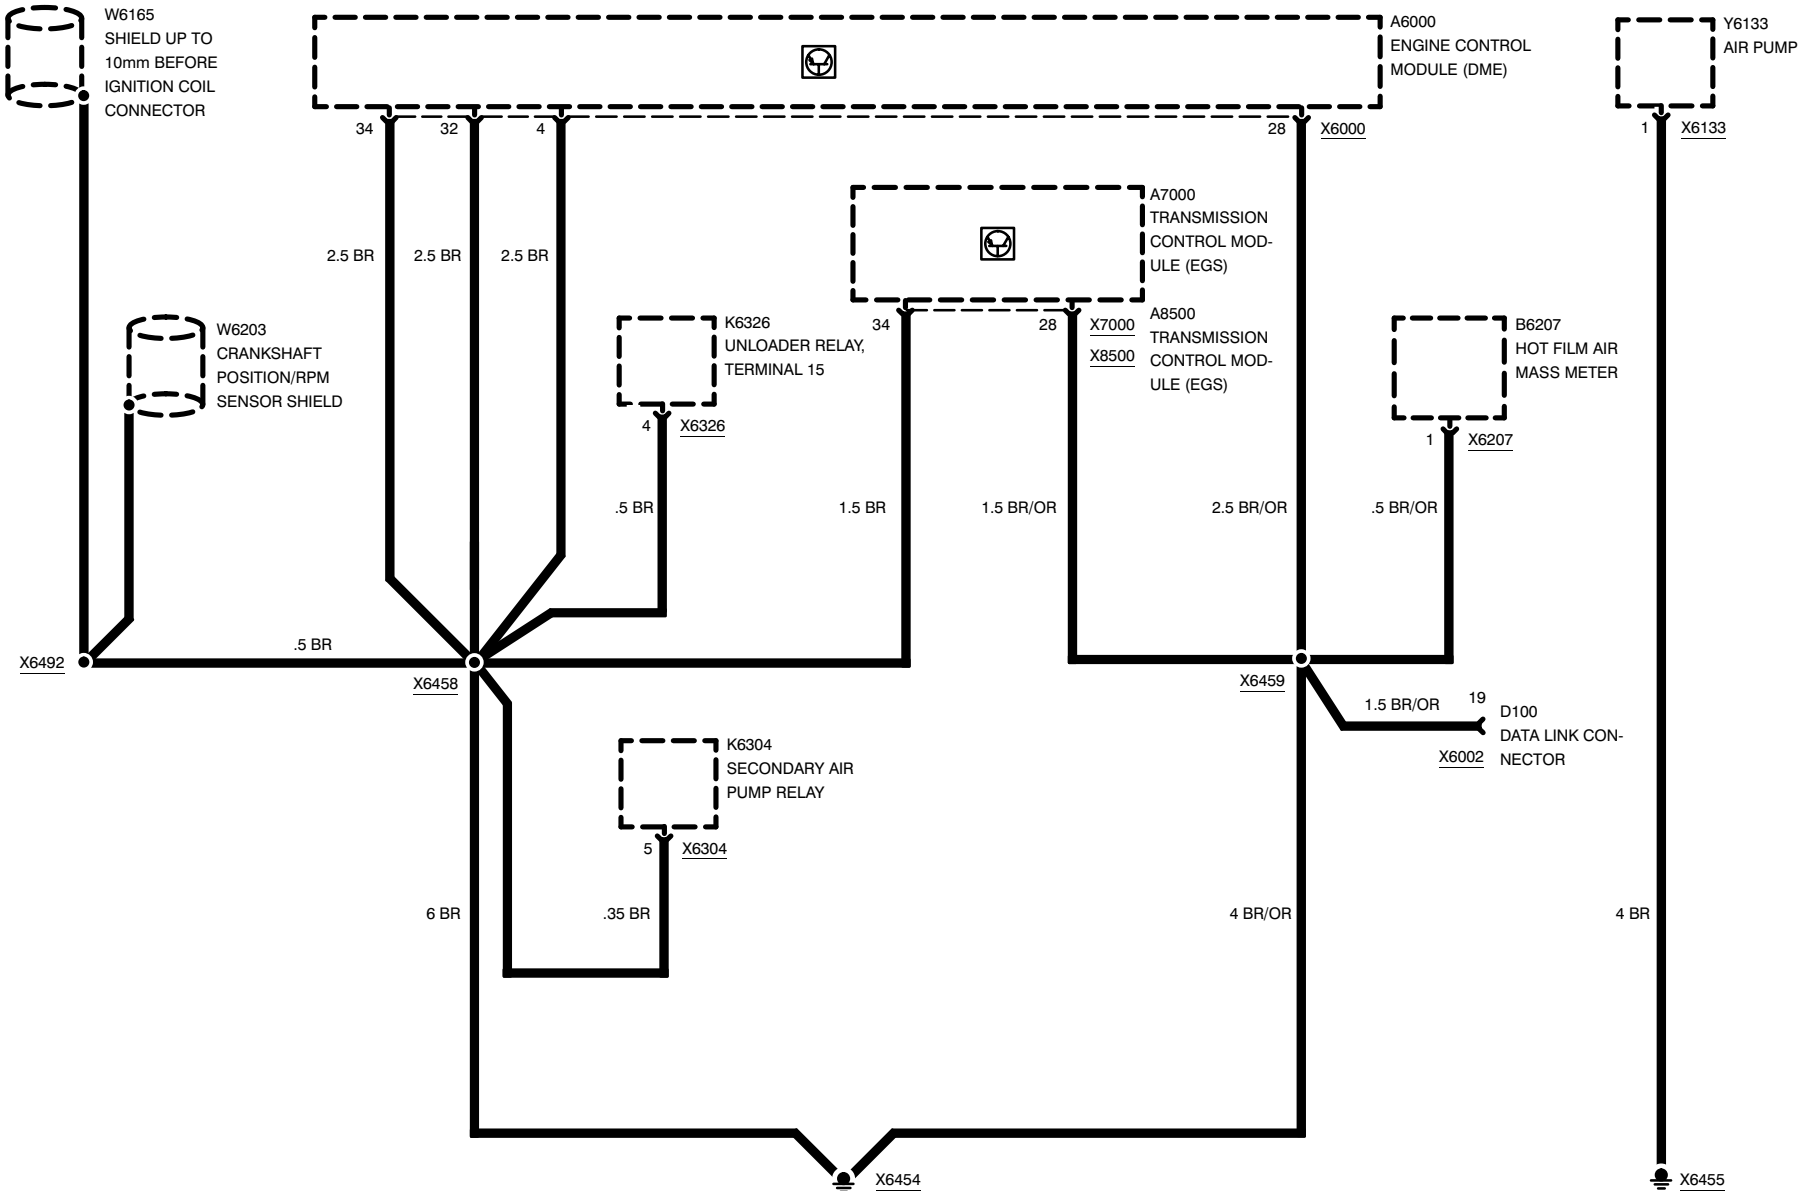 W6165
SHIELD UP TO
10mm BEFORE
IGNITION COIL
CONNECTOR
A6000
ENGINE CONTROL
MODULE (DME)
Y6133
AIR PUMP
34
32
4
28
X6000
1
X6133
A7000
TRANSMISSION
CONTROL MOD-
ULE (EGS)
2.5 BR
2.5 BR
2.5 BR
34
28
X7000
X8500
A8500
TRANSMISSION
CONTROL MOD-
ULE (EGS)
W6203
CRANKSHAFT
POSITION/RPM
SENSOR SHIELD
K6326
UNLOADER RELAY,
TERMINAL 15
4
X6326
B6207
HOT FILM AIR
MASS METER
1
X6207
.5 BR
1.5 BR
1.5 BR/OR
2.5 BR/OR
.5 BR/OR
X6492
.5 BR
X6458
X6459
1.5 BR/OR
19
X6002
D100
DATA LINK CON-
NECTOR
K6304
SECONDARY AIR
PUMP RELAY
5
X6304
6 BR
.35 BR
4 BR/OR
4 BR
X6454
X6455